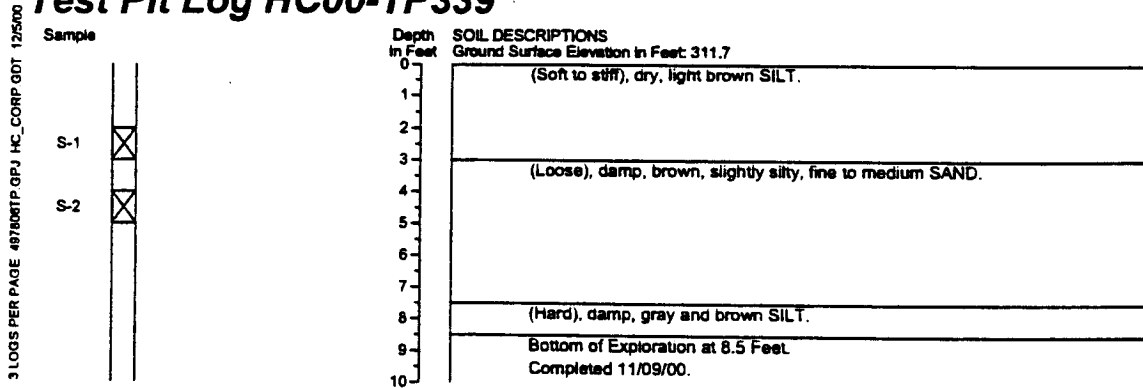 Test Pit Log HC00-TP339
Sample
Depth in Feet
SOIL DESCRIPTIONS
Ground Surface Elevation in Feet: 311.7
0
(Soft to stiff), dry, light brown SILT.
1
2
S-1
3
(Loose), damp, brown, slightly silty, fine to medium SAND.
4
S-2
5
6
7
8
(Hard), damp, gray and brown SILT.
9
Bottom of Exploration at 8.5 Feet.
Completed 11/09/00.
10
3 LOGS PER PAGE 497806TP.GPJ HC_CORP.GDT 12/5/00